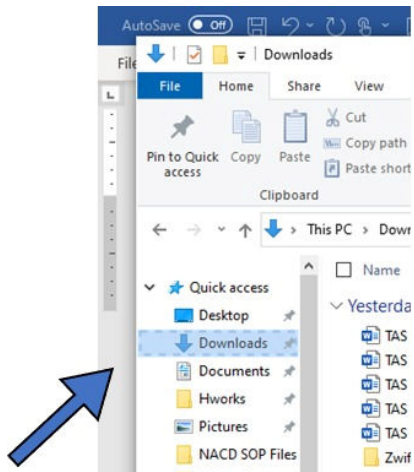 AutoSave Off
File
Downloads
File Home Share View
Pin to Quick access
Copy
Paste
Cut
Copy path
Paste short
Clipboard
This PC > Dowr
Name
Quick access
Desktop
Downloads
Documents
Hworks
Pictures
NACD SOP Files
Yesterda
TAS
TAS
TAS
TAS
TAS
Zwif